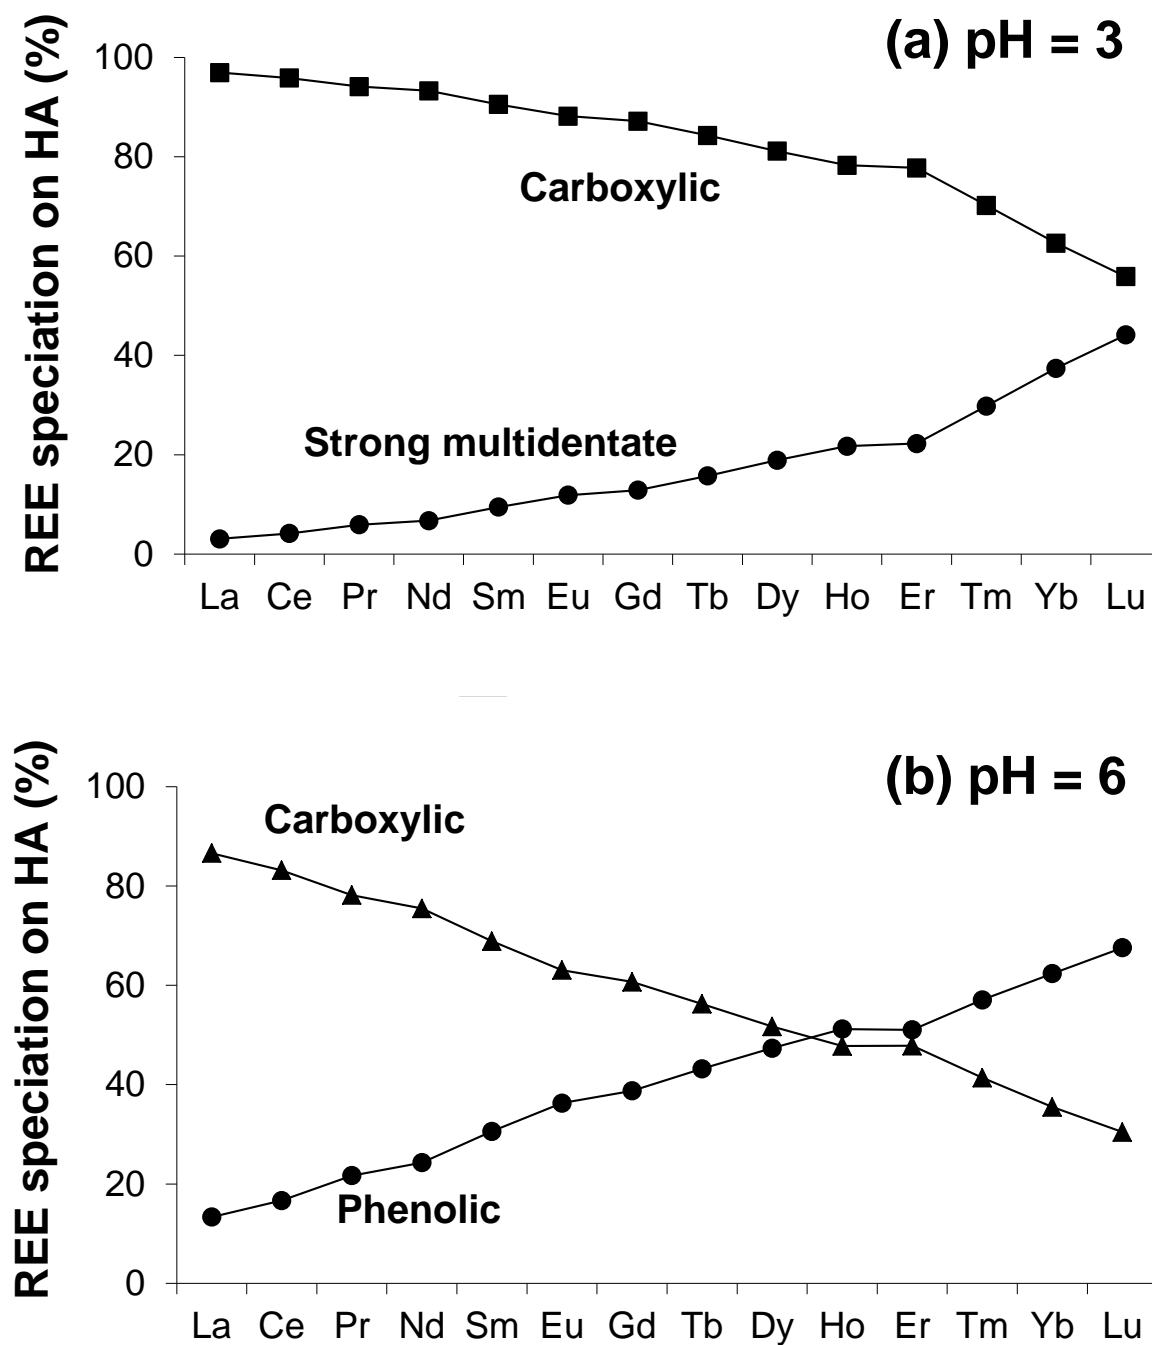 (a) pH = 3
REE speciation on HA (%)
100
80
60
40
20
0
Carboxylic
Strong multidentate
La Ce Pr Nd Sm Eu Gd Tb Dy Ho Er Tm Yb Lu
(b) pH = 6
REE speciation on HA (%)
100
80
60
40
20
0
Carboxylic
Phenolic
La Ce Pr Nd Sm Eu Gd Tb Dy Ho Er Tm Yb Lu